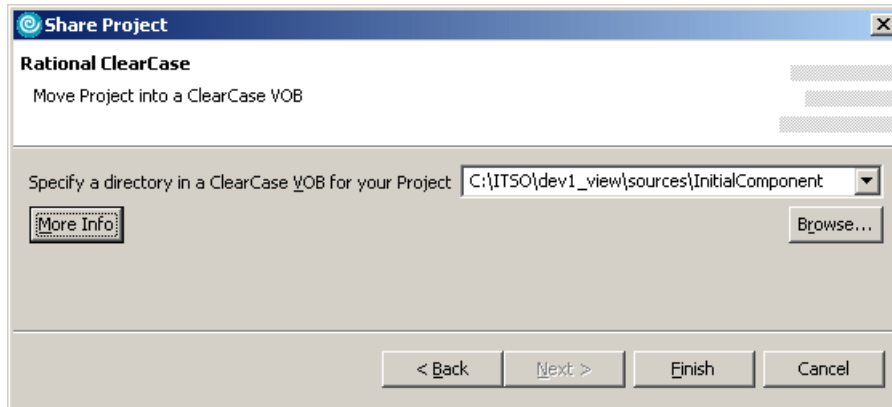 Share Project
Rational ClearCase
Move Project into a ClearCase VOB
Specify a directory in a ClearCase VOB for your Project C:\ITSO\dev1_view\sources\InitialComponent
More Info Browse...
< Back Next > Finish Cancel